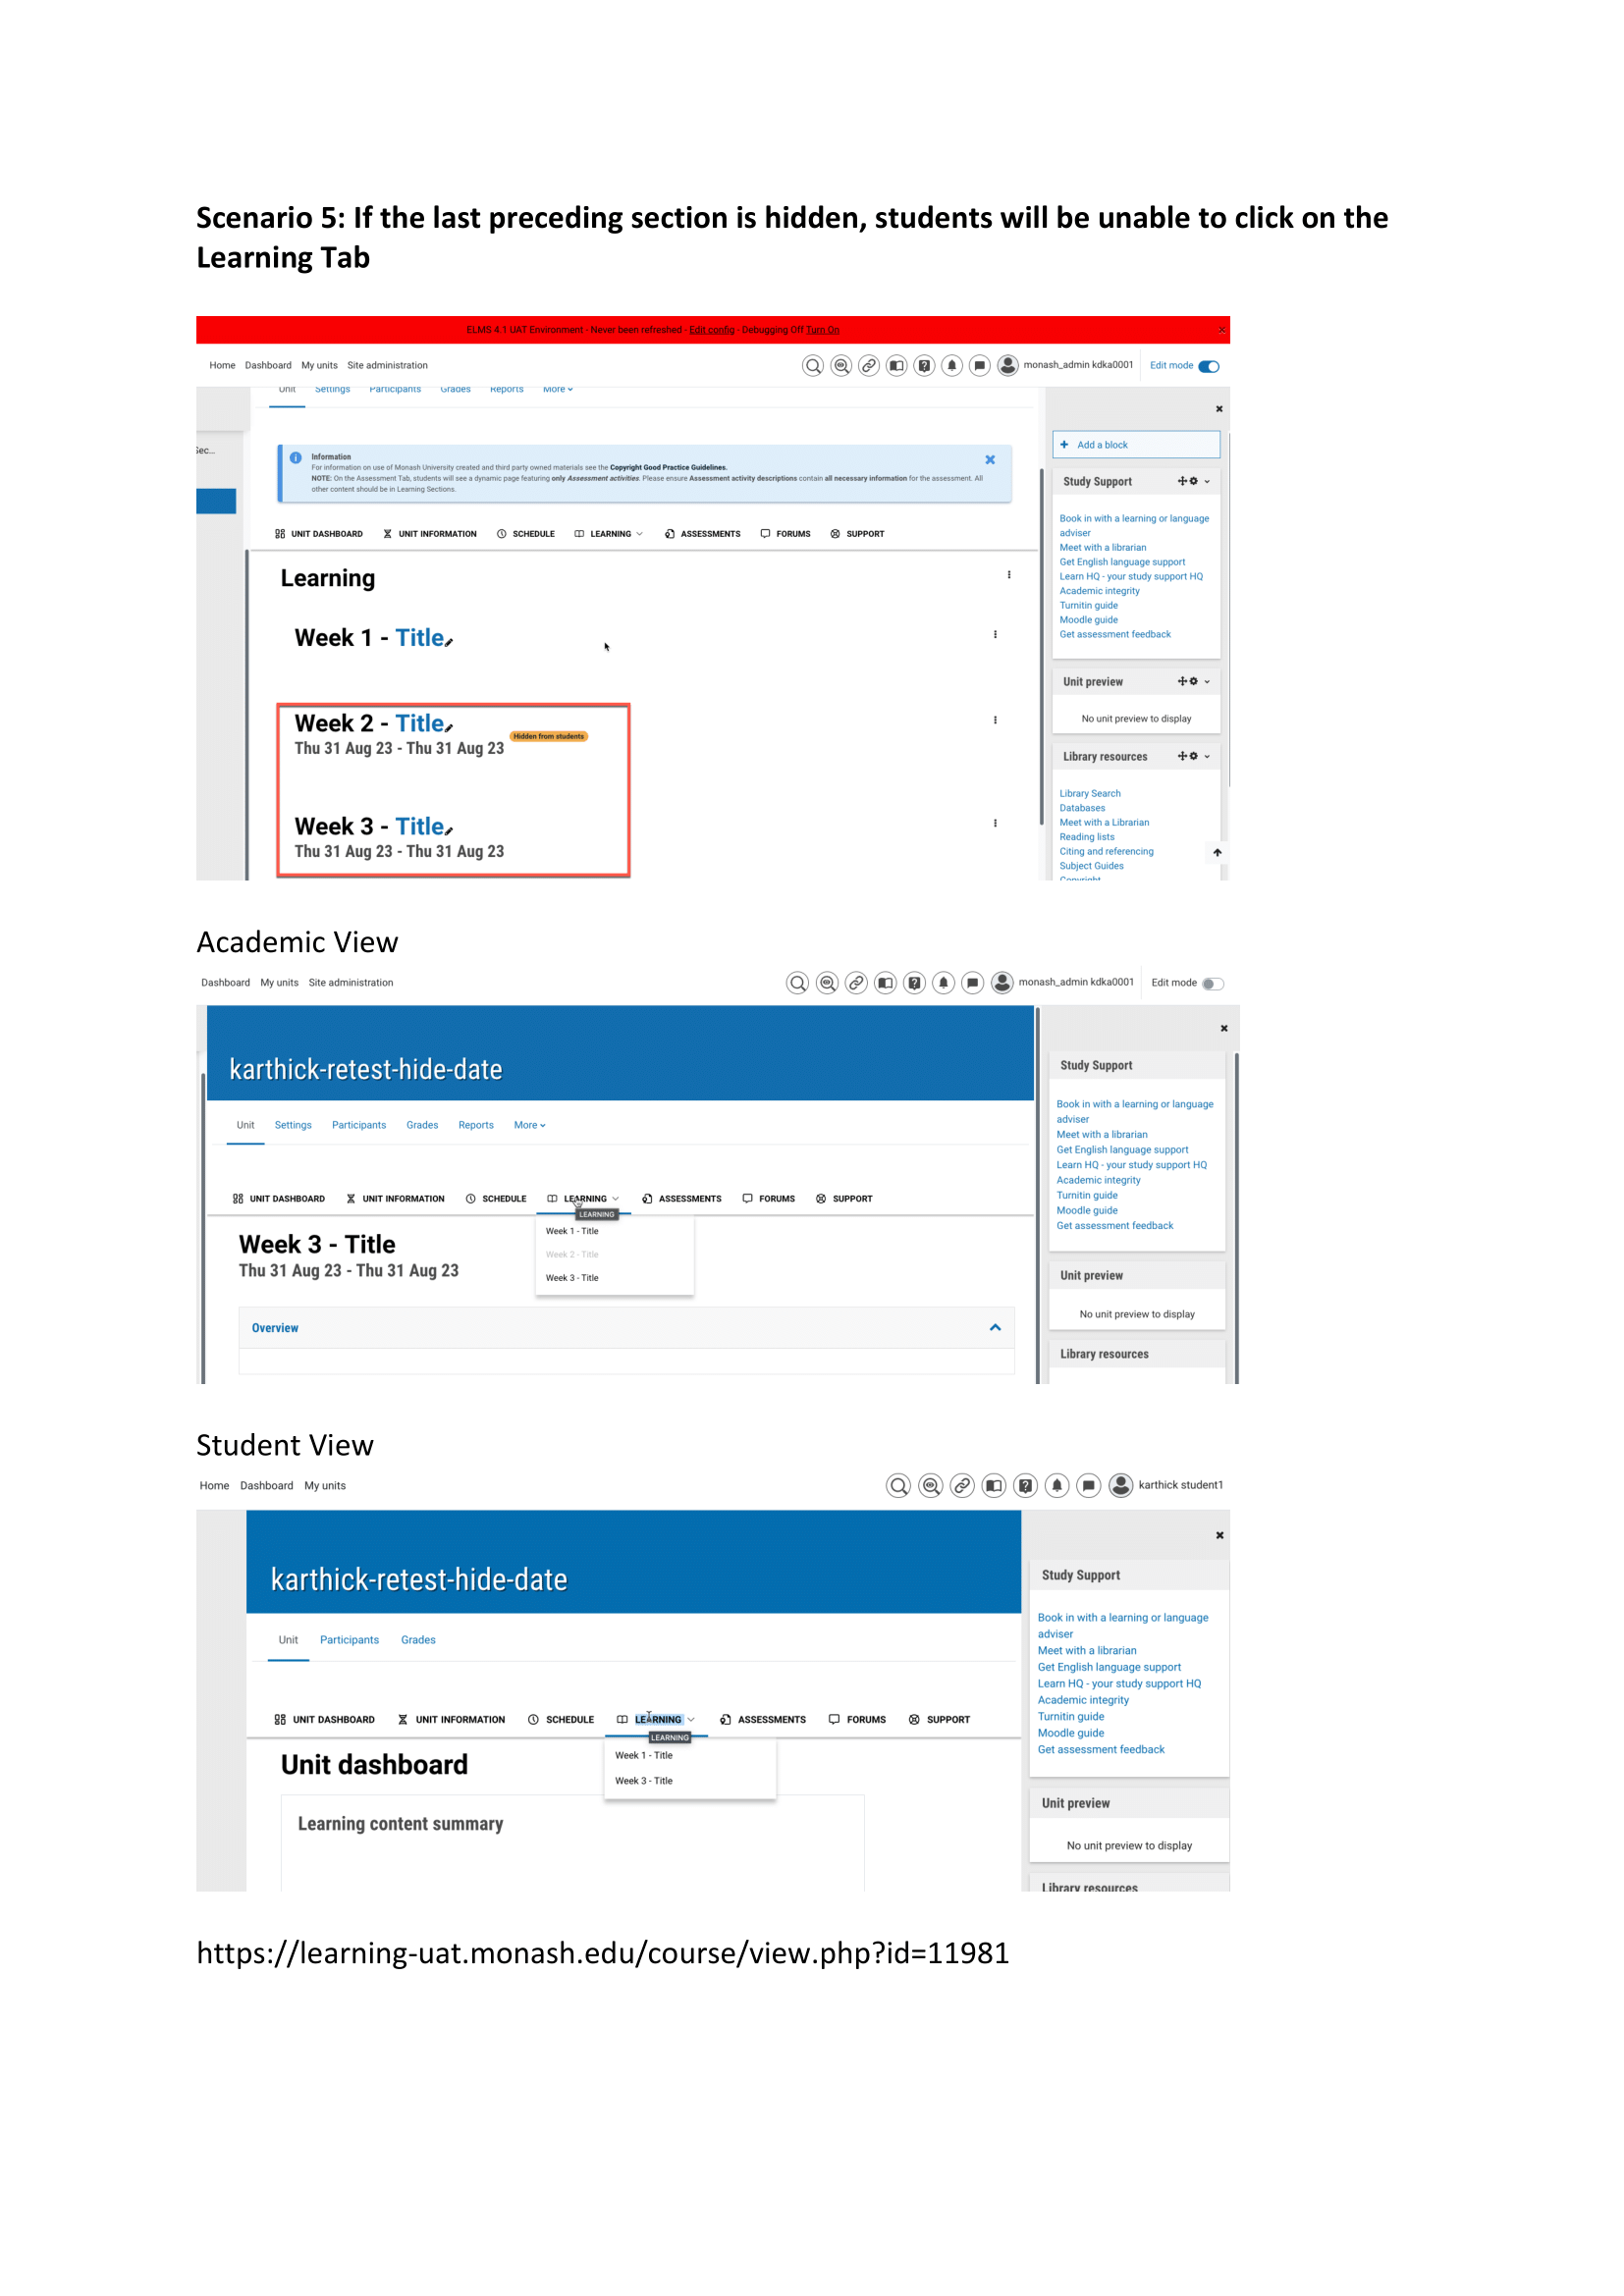 Scenario 5: If the last preceding section is hidden, students will be unable to click on the
Learning Tab
ELMS 4.1 UAT Environment - Never been refreshed - Edit config - Debugging Off Turn On
Home Dashboard My units Site administration
monash_admin kdka0001 Edit mode
Unit Settings Participants Grades Reports More
Sec...
Information
For information on use of Monash University created and third party owned materials see the Copyright Good Practice Guidelines.
NOTE: On the Assessment Tab, students will see a dynamic page featuring only Assessment activities. Please ensure Assessment activity descriptions contain all necessary information for the assessment. All
other content should be in Learning Sections.
UNIT DASHBOARD UNIT INFORMATION SCHEDULE LEARNING ASSESSMENTS FORUMS SUPPORT
Learning
Week 1 - Title
Week 2 - Title
Hidden from students
Thu 31 Aug 23 - Thu 31 Aug 23
Week 3 - Title
Thu 31 Aug 23 - Thu 31 Aug 23
Add a block
Study Support
Book in with a learning or language
adviser
Meet with a librarian
Get English language support
Learn HQ - your study support HQ
Academic integrity
Turnitin guide
Moodle guide
Get assessment feedback
Unit preview
No unit preview to display
Library resources
Library Search
Databases
Meet with a Librarian
Reading lists
Citing and referencing
Subject Guides
Copyright
Academic View
Dashboard My units Site administration
monash_admin kdka0001 Edit mode
karthick-retest-hide-date
Unit Settings Participants Grades Reports More
UNIT DASHBOARD UNIT INFORMATION SCHEDULE LEARNING ASSESSMENTS FORUMS SUPPORT
LEARNING
Week 1 - Title
Week 2 - Title
Week 3 - Title
Week 3 - Title
Thu 31 Aug 23 - Thu 31 Aug 23
Overview
Study Support
Book in with a learning or language
adviser
Meet with a librarian
Get English language support
Learn HQ - your study support HQ
Academic integrity
Turnitin guide
Moodle guide
Get assessment feedback
Unit preview
No unit preview to display
Library resources
Student View
Home Dashboard My units
karthick student1
karthick-retest-hide-date
Unit Participants Grades
UNIT DASHBOARD UNIT INFORMATION SCHEDULE LEARNING ASSESSMENTS FORUMS SUPPORT
LEARNING
Week 1 - Title
Week 3 - Title
Unit dashboard
Learning content summary
Study Support
Book in with a learning or language
adviser
Meet with a librarian
Get English language support
Learn HQ - your study support HQ
Academic integrity
Turnitin guide
Moodle guide
Get assessment feedback
Unit preview
No unit preview to display
Library resources
https://learning-uat.monash.edu/course/view.php?id=11981